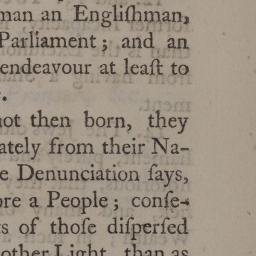 man an Engliſhman,
Parliament; and an
endeavour at leaſt to
not then born, they
ately from their Na-
e Denunciation ſays,
ore a People; conſe-
s of thoſe diſperſed
other Light, than as